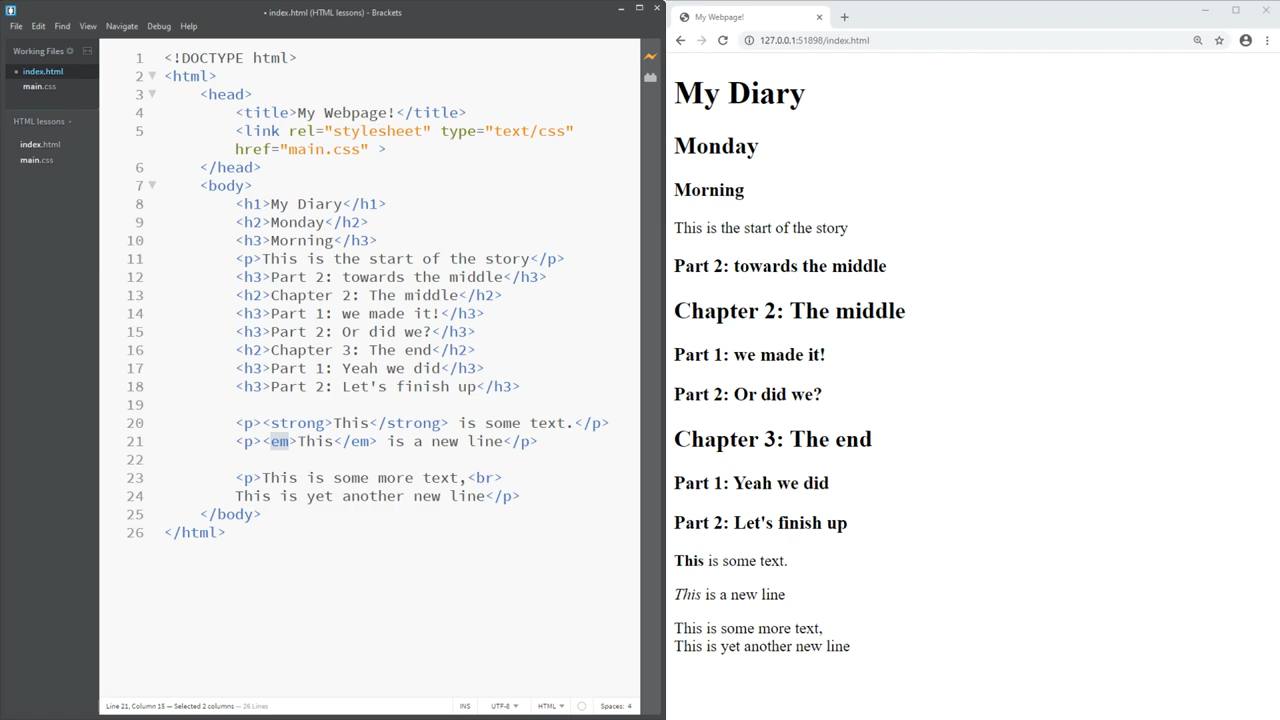 • index.html (HTML lessons) - Brackets
File Edit Find View Navigate Debug Help
Working Files
• index.html
main.css
HTML lessons
index.html
main.css
1 <!DOCTYPE html>
2 <html>
3 <head>
4 <title>My Webpage!</title>
5 <link rel="stylesheet" type="text/css"
href="main.css" >
6 </head>
7 <body>
8 <h1>My Diary</h1>
9 <h2>Monday</h2>
10 <h3>Morning</h3>
11 <p>This is the start of the story</p>
12 <h3>Part 2: towards the middle</h3>
13 <h2>Chapter 2: The middle</h2>
14 <h3>Part 1: we made it!</h3>
15 <h3>Part 2: Or did we?</h3>
16 <h2>Chapter 3: The end</h2>
17 <h3>Part 1: Yeah we did</h3>
18 <h3>Part 2: Let's finish up</h3>
19
20 <p><strong>This</strong> is some text.</p>
21 <p><em>This</em> is a new line</p>
22
23 <p>This is some more text,<br>
24 This is yet another new line</p>
25 </body>
26 </html>
Line 21, Column 15 — Selected 2 columns — 26 Lines
INS UTF-8 HTML Spaces: 4
My Webpage!
127.0.0.1:51898/index.html
My Diary
Monday
Morning
This is the start of the story
Part 2: towards the middle
Chapter 2: The middle
Part 1: we made it!
Part 2: Or did we?
Chapter 3: The end
Part 1: Yeah we did
Part 2: Let's finish up
This is some text.
This is a new line
This is some more text,
This is yet another new line